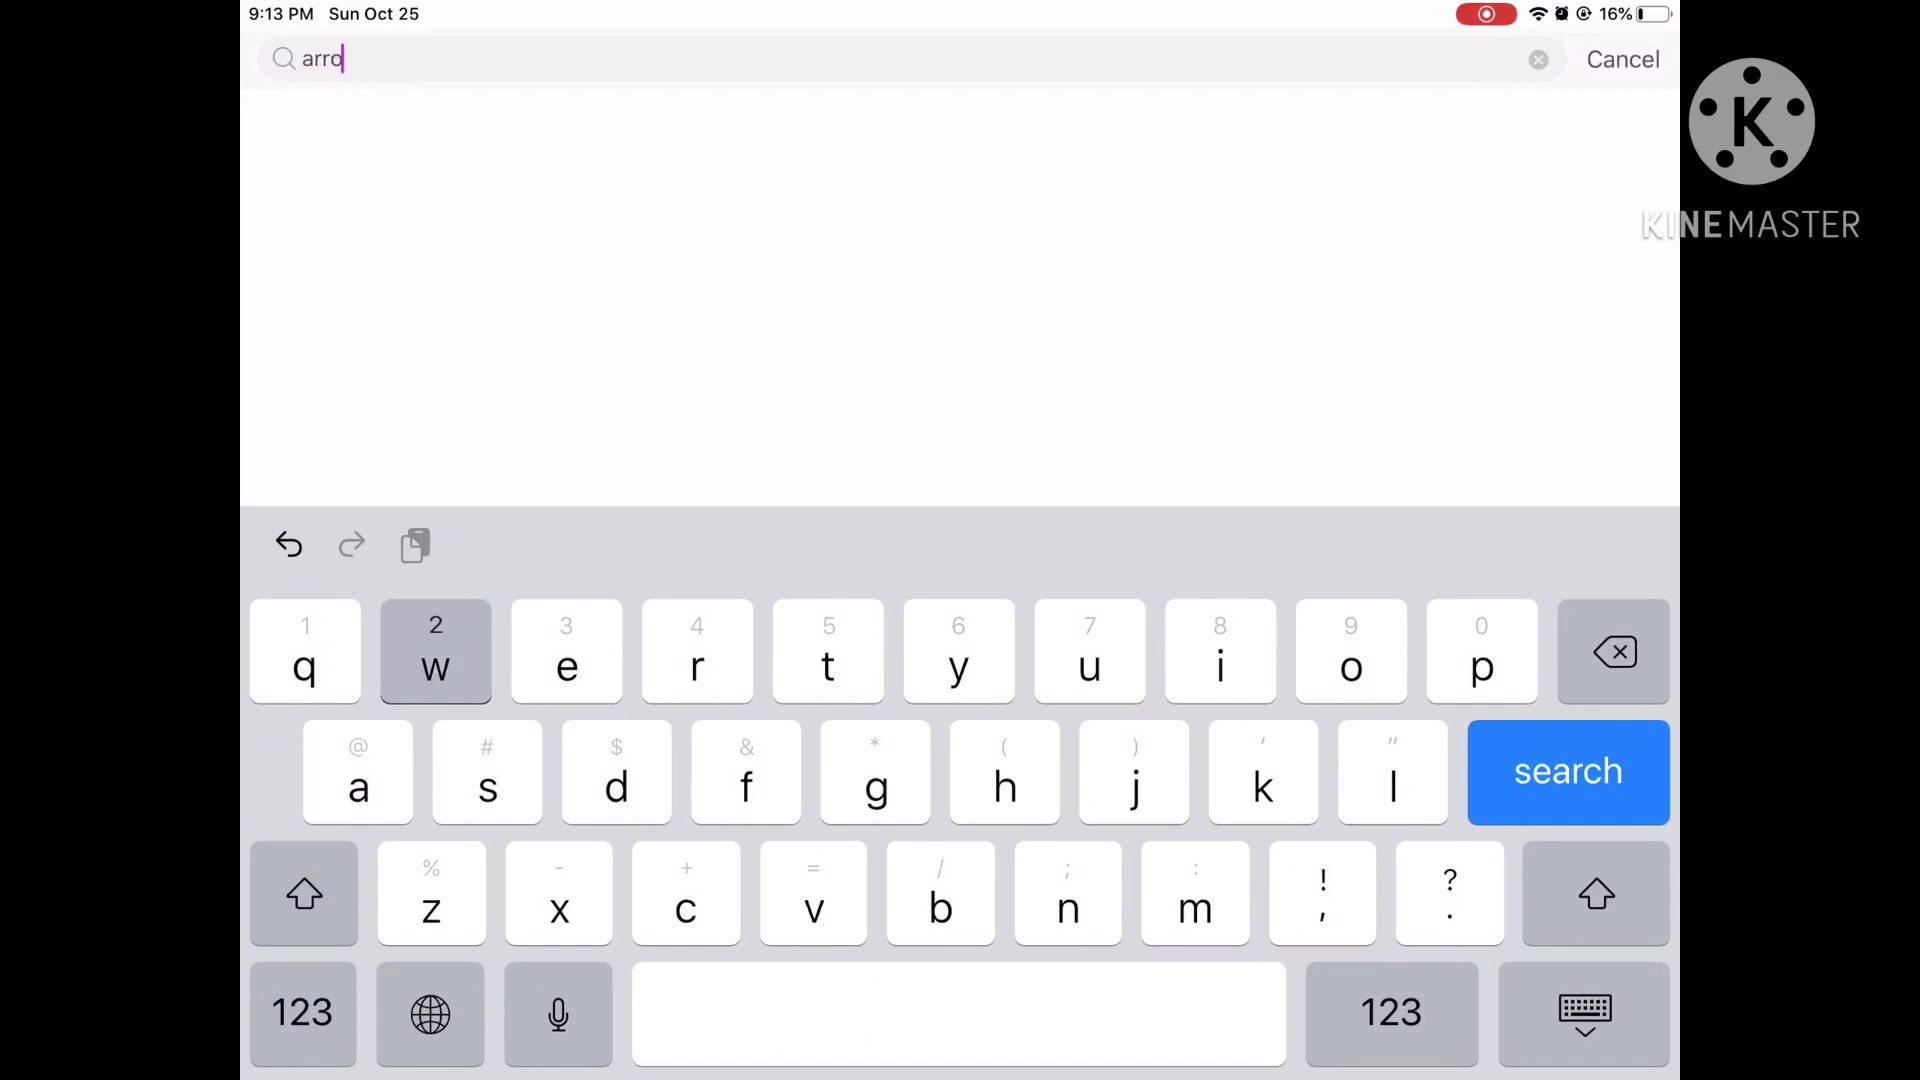 9:13 PM Sun Oct 25 16%
arro Cancel
K
KINEMASTER
1 2 3 4 5 6 7 8 9 0
q w e r t y u i o p
@ # $ & * ( ) ' "
a s d f g h j k l search
% - + = / ; : ! ?
z x c v b n m , .
123 123